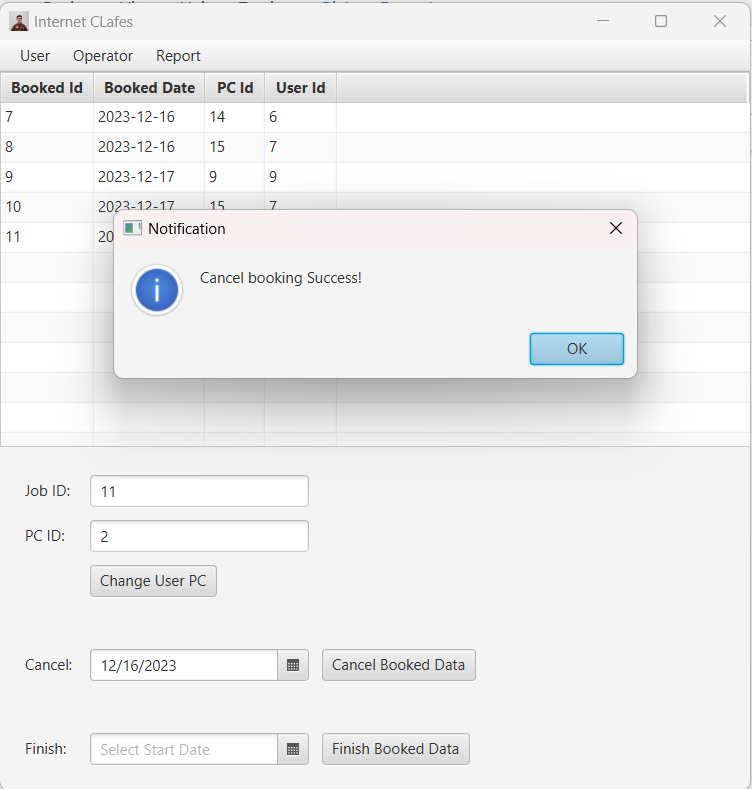 Internet CLafes
User Operator Report
Booked Id Booked Date PC Id User Id
7 2023-12-16 14 6
8 2023-12-16 15 7
9 2023-12-17 9 9
10 2023-12-17 15 7
11 20
Notification
Cancel booking Success!
OK
Job ID: 11
PC ID: 2
Change User PC
Cancel: 12/16/2023 Cancel Booked Data
Finish: Select Start Date Finish Booked Data